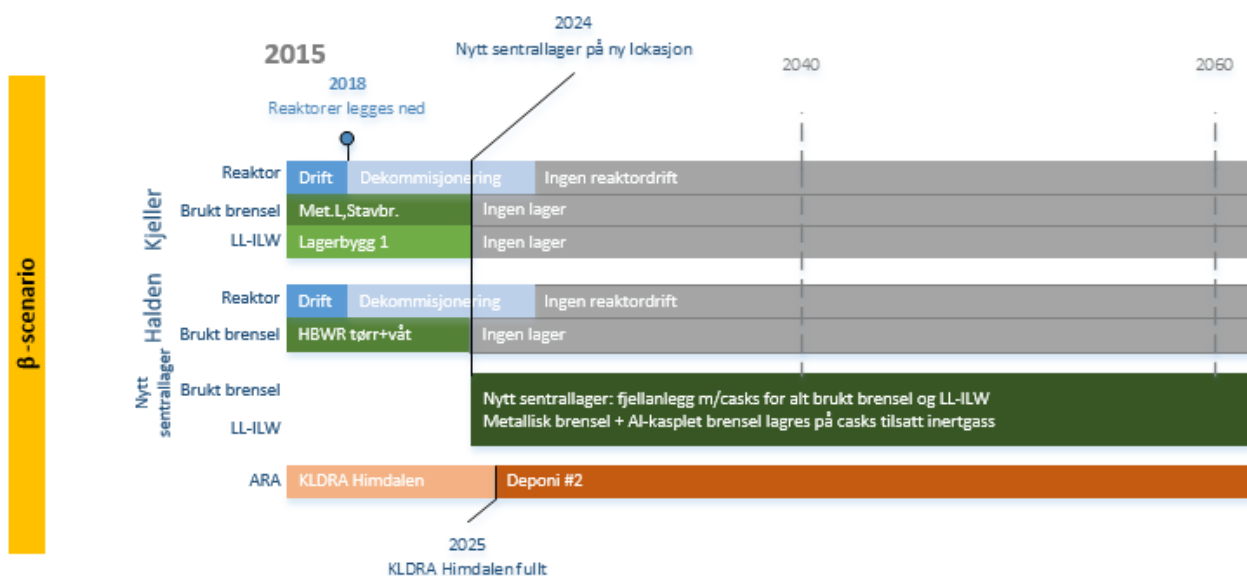 2024
Nytt sentrallager på ny lokasjon
2015
2040
2060
2018
Reaktorer legges ned
β-scenario
Kjeller
Reaktor
Drift
Dekommisjonering
Ingen reaktordrift
Brukt brensel
Met.L,Stavbr.
Ingen lager
LL-ILW
Lagerbygg 1
Ingen lager
Halden
Reaktor
Drift
Dekommisjonering
Ingen reaktordrift
Brukt brensel
HBWR tørr+våt
Ingen lager
Nytt
sentrallager
Brukt brensel
LL-ILW
Nytt sentrallager: fjellanlegg m/casks for alt brukt brensel og LL-ILW
Metallisk brensel + Al-kasplet brensel lagres på casks tilsatt inertgass
ARA
KLDRA Himdalen
Deponi #2
2025
KLDRA Himdalen fullt